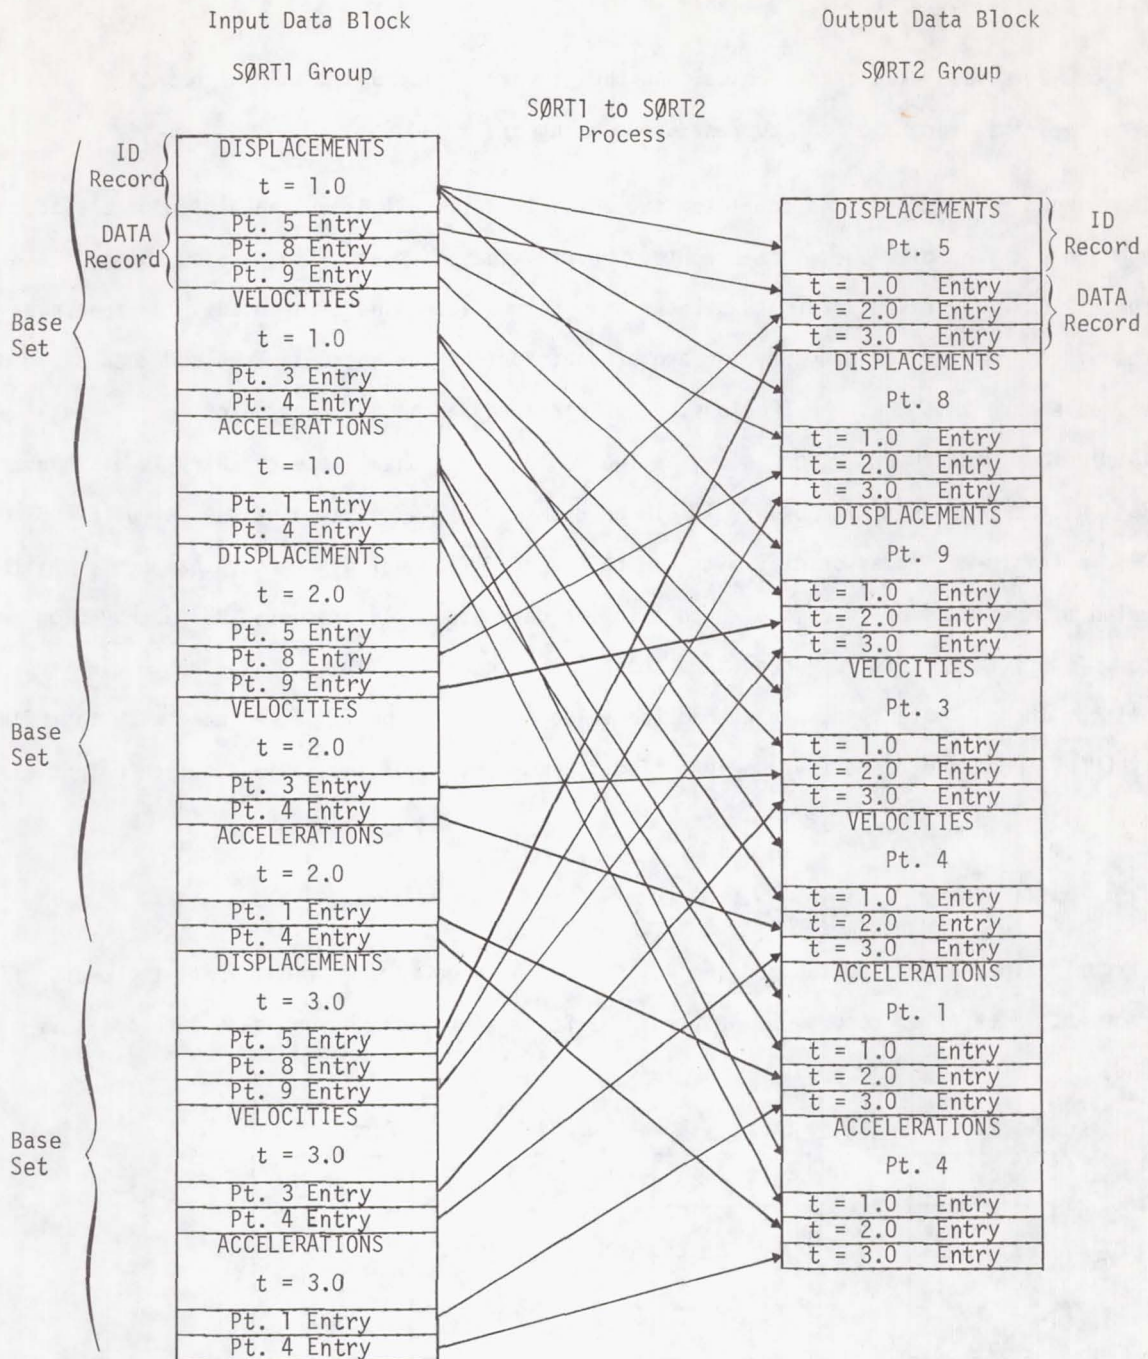 Input Data Block
SØRT1 Group
Output Data Block
SØRT2 Group
SØRT1 to SØRT2
Process
Base
Set
ID
Record
DISPLACEMENTS
t = 1.0
DATA
Record
Pt. 5 Entry
Pt. 8 Entry
Pt. 9 Entry
VELOCITIES
t = 1.0
Pt. 3 Entry
Pt. 4 Entry
ACCELERATIONS
t = 1.0
Pt. 1 Entry
Pt. 4 Entry
Base
Set
DISPLACEMENTS
t = 2.0
Pt. 5 Entry
Pt. 8 Entry
Pt. 9 Entry
VELOCITIES
t = 2.0
Pt. 3 Entry
Pt. 4 Entry
ACCELERATIONS
t = 2.0
Pt. 1 Entry
Pt. 4 Entry
Base
Set
DISPLACEMENTS
t = 3.0
Pt. 5 Entry
Pt. 8 Entry
Pt. 9 Entry
VELOCITIES
t = 3.0
Pt. 3 Entry
Pt. 4 Entry
ACCELERATIONS
t = 3.0
Pt. 1 Entry
Pt. 4 Entry
DISPLACEMENTS
Pt. 5
ID
Record
t = 1.0 Entry
t = 2.0 Entry
t = 3.0 Entry
DATA
Record
DISPLACEMENTS
Pt. 8
t = 1.0 Entry
t = 2.0 Entry
t = 3.0 Entry
DISPLACEMENTS
Pt. 9
t = 1.0 Entry
t = 2.0 Entry
t = 3.0 Entry
VELOCITIES
Pt. 3
t = 1.0 Entry
t = 2.0 Entry
t = 3.0 Entry
VELOCITIES
Pt. 4
t = 1.0 Entry
t = 2.0 Entry
t = 3.0 Entry
ACCELERATIONS
Pt. 1
t = 1.0 Entry
t = 2.0 Entry
t = 3.0 Entry
ACCELERATIONS
Pt. 4
t = 1.0 Entry
t = 2.0 Entry
t = 3.0 Entry